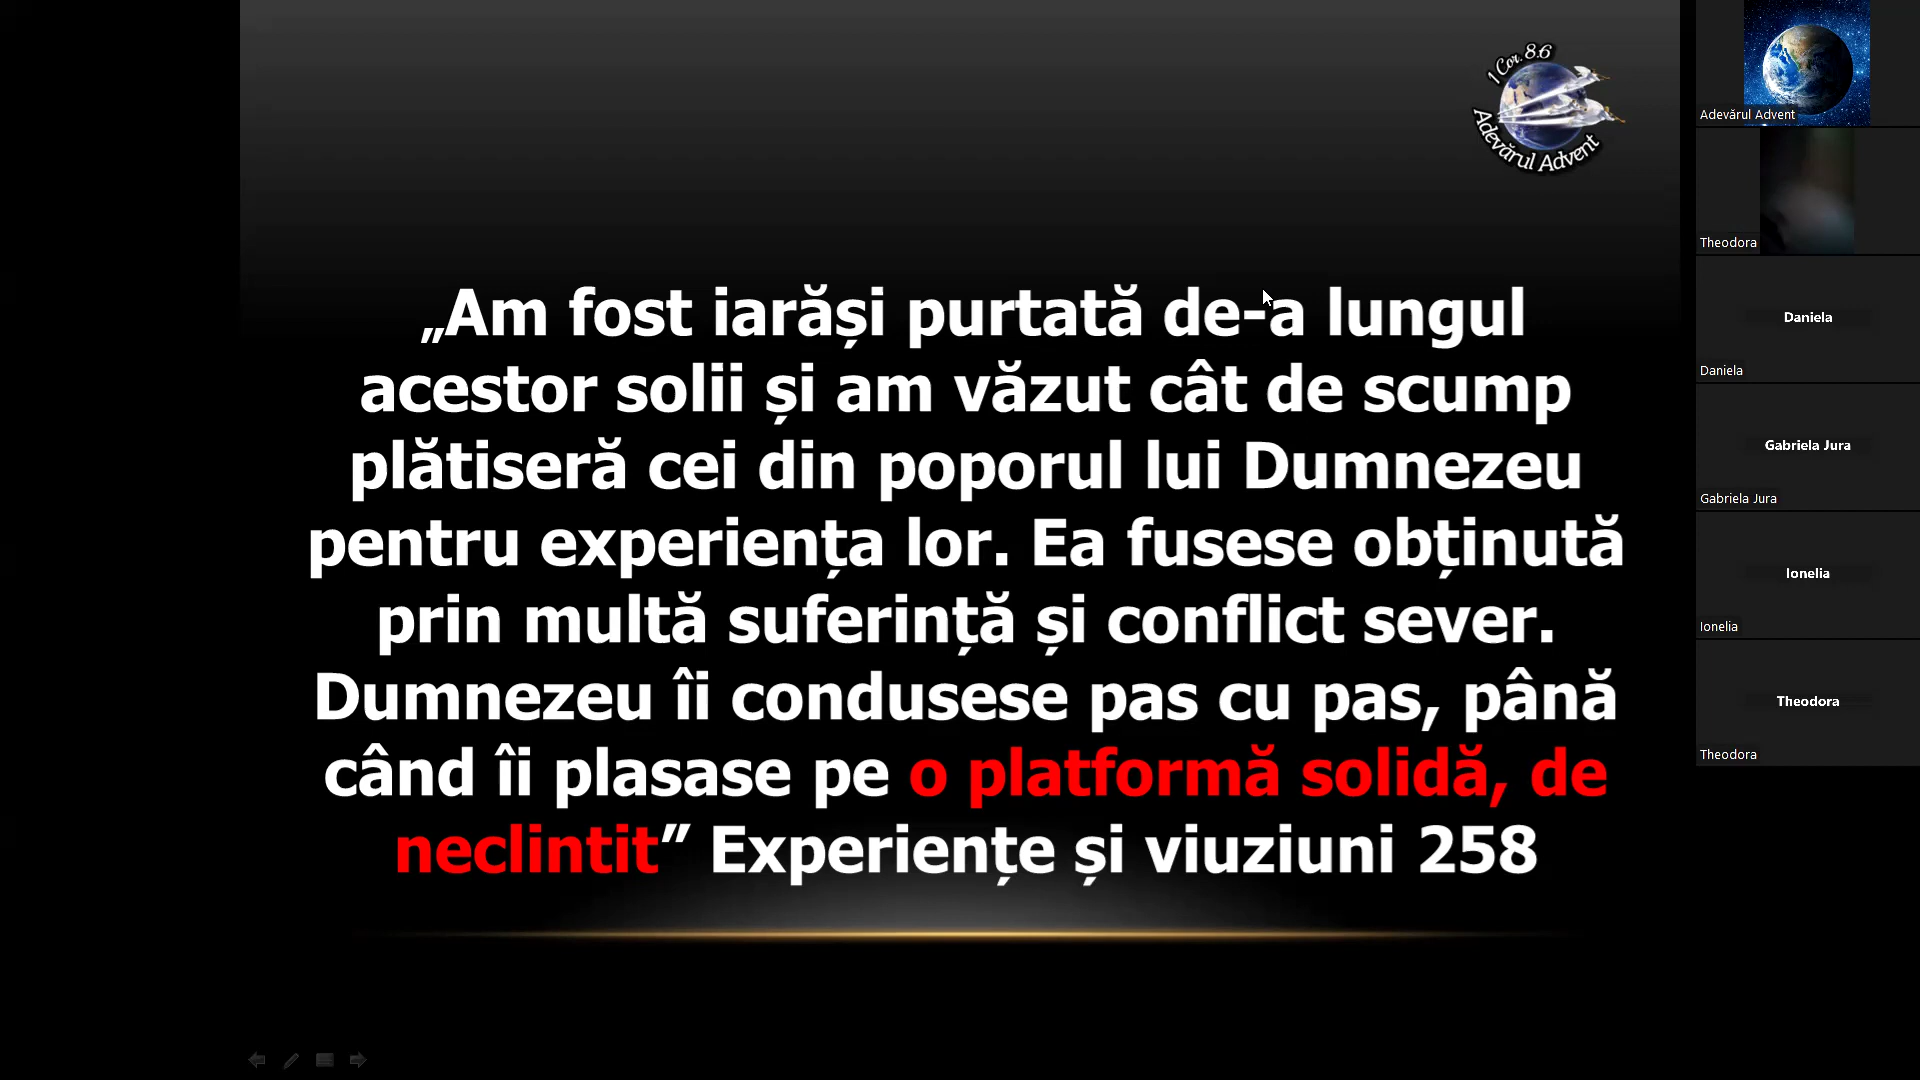 1 Cor. 8.6
Adevărul Advent
„Am fost iarăși purtată de-a lungul
acestor solii și am văzut cât de scump
plătiseră cei din poporul lui Dumnezeu
pentru experiența lor. Ea fusese obținută
prin multă suferință și conflict sever.
Dumnezeu îi condusese pas cu pas, până
când îi plasase pe o platformă solidă, de
neclintit” Experiențe și viuziuni 258
Adevărul Advent
Theodora
Daniela
Daniela
Gabriela Jura
Gabriela Jura
Ionelia
Ionelia
Theodora
Theodora